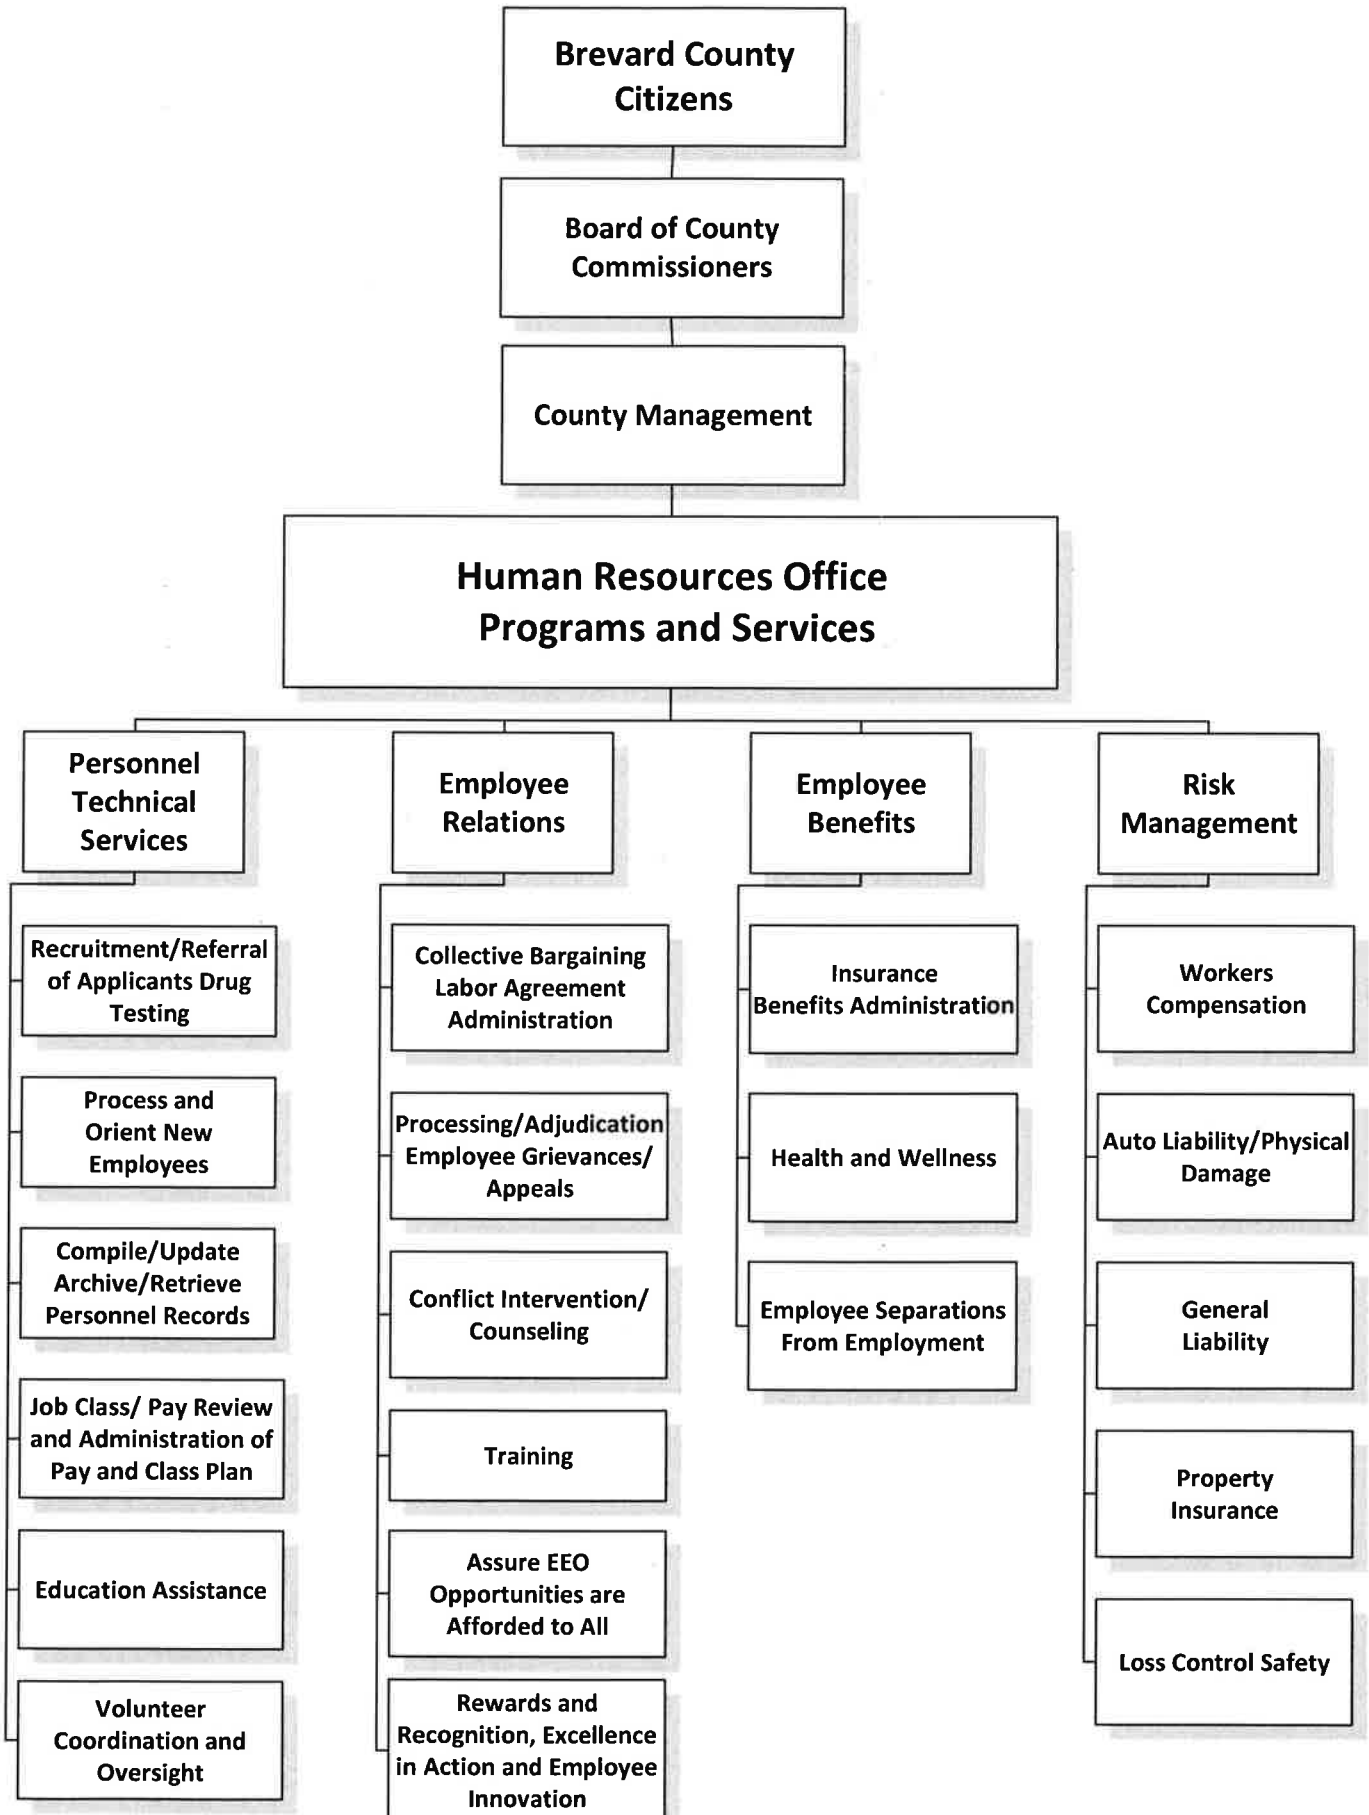 Brevard County
Citizens
Board of County
Commissioners
County Management
Human Resources Office
Programs and Services
Personnel
Technical
Services
Recruitment/Referral
of Applicants Drug
Testing
Process and
Orient New
Employees
Compile/Update
Archive/Retrieve
Personnel Records
Job Class/ Pay Review
and Administration of
Pay and Class Plan
Education Assistance
Volunteer
Coordination and
Oversight
Employee
Relations
Collective Bargaining
Labor Agreement
Administration
Processing/Adjudication
Employee Grievances/
Appeals
Conflict Intervention/
Counseling
Training
Assure EEO
Opportunities are
Afforded to All
Rewards and
Recognition, Excellence
in Action and Employee
Innovation
Employee
Benefits
Insurance
Benefits Administration
Health and Wellness
Employee Separations
From Employment
Risk
Management
Workers
Compensation
Auto Liability/Physical
Damage
General
Liability
Property
Insurance
Loss Control Safety